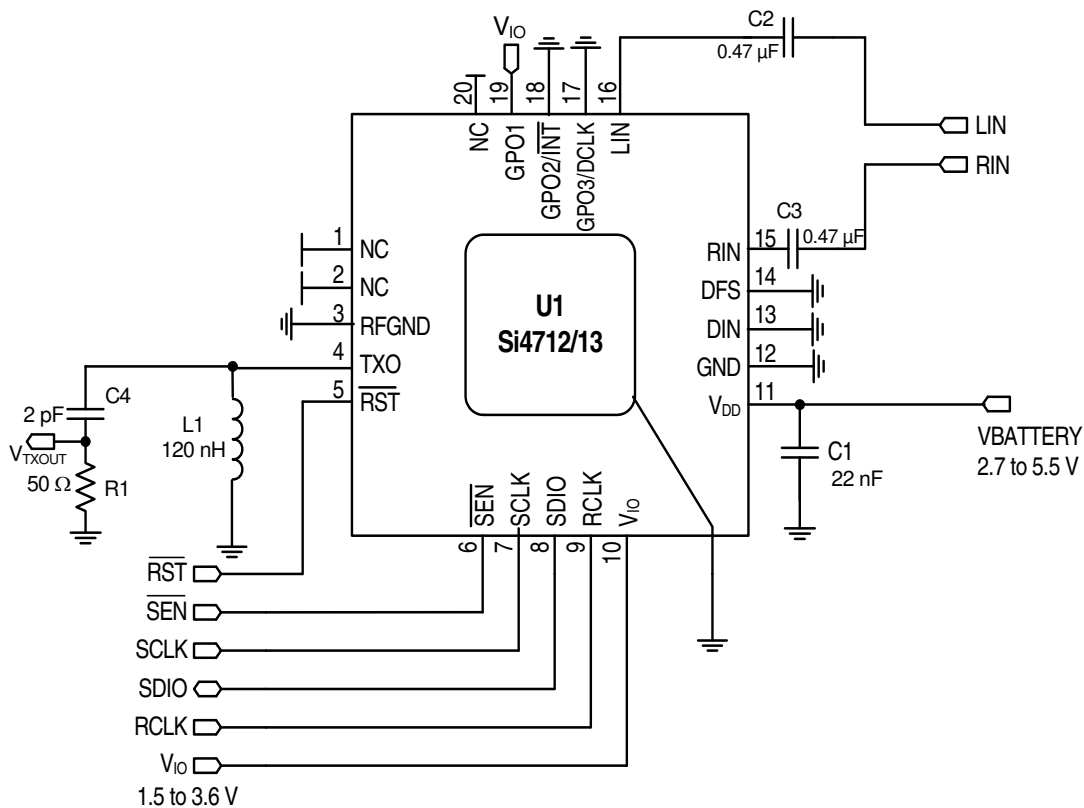 V_IO
C2
0.47 µF
20
19
18
17
16
NC
GPO1
GPO2/INT
GPO3/DCLK
LIN
LIN
RIN
C3
0.47 µF
1
NC
2
NC
3
RFGND
4
TXO
5
RST
15
RIN
14
DFS
13
DIN
12
GND
11
V_DD
U1
Si4712/13
C4
2 pF
V_TXOUT
50 Ω
R1
L1
120 nH
C1
22 nF
VBATTERY
2.7 to 5.5 V
SEN
SCLK
SDIO
RCLK
V_IO
6
7
8
9
10
RST
SEN
SCLK
SDIO
RCLK
V_IO
1.5 to 3.6 V